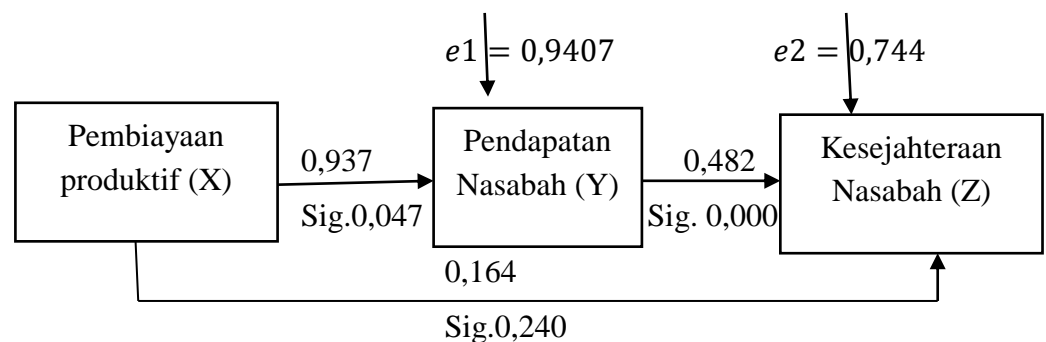 𝑒1 = 0,9407
𝑒2 = 0,744
Pembiayaan
produktif (X)
0,937
Sig.0,047
Pendapatan
Nasabah (Y)
0,482
Sig. 0,000
Kesejahteraan
Nasabah (Z)
0,164
Sig.0,240